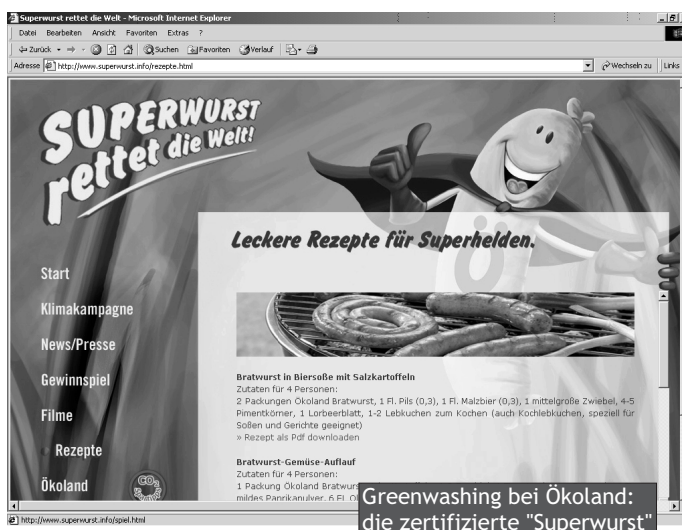 Superwurst rettet die Welt - Microsoft Internet Explorer
Datei Bearbeiten Ansicht Favoriten Extras ?
Zurück Suchen Favoriten Verlauf
Adresse http://www.superwurst.info/rezepte.html Wechseln zu Links
SUPERWURST
rettet die Welt!
Ö
Leckere Rezepte für Superhelden.
Start
Klimakampagne
News/Presse
Gewinnspiel
Filme
Rezepte
Ökoland
CO2
Bratwurst in Biersoße mit Salzkartoffeln
Zutaten für 4 Personen:
2 Packungen Ökoland Bratwurst, 1 Fl. Pils (0,3), 1 Fl. Malzbier (0,3), 1 mittelgroße Zwiebel, 4-5
Pimentkörner, 1 Lorbeerblatt, 1-2 Lebkuchen zum Kochen (auch Kochlebkuchen, speziell für
Soßen und Gerichte geeignet)
» Rezept als Pdf downloaden
Bratwurst-Gemüse-Auflauf
Zutaten für 4 Personen:
1 Packung Ökoland Bratwurs
mildes Paprikapulver, 6 El. Öl
Greenwashing bei Ökoland:
die zertifizierte "Superwurst"
http://www.superwurst.info/spiel.html